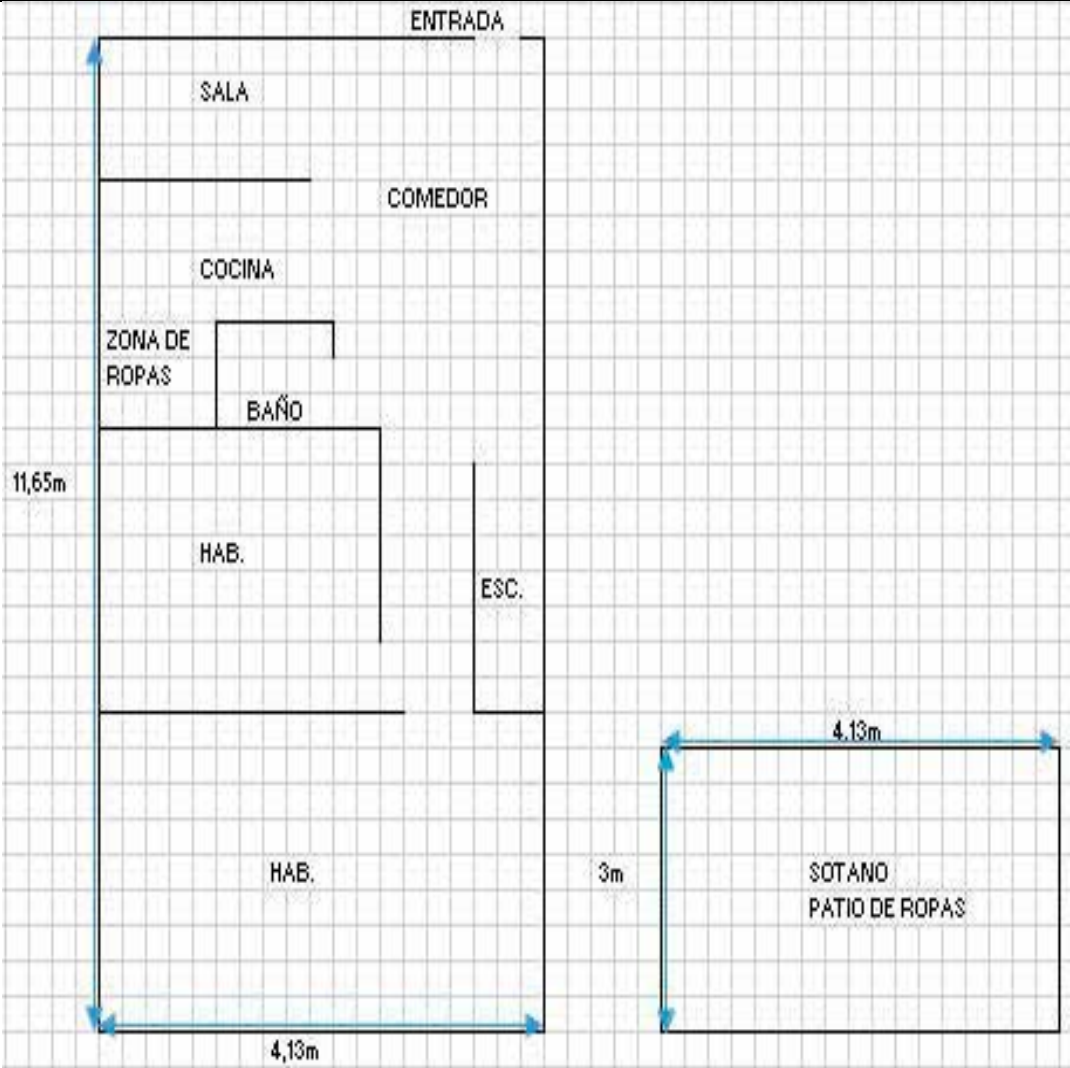 ENTRADA
SALA
COMEDOR
COCINA
ZONA DE
ROPAS
BAÑO
11,65m
HAB.
ESC.
4.13m
HAB.
3m
SOTANO
PATIO DE ROPAS
4,13m